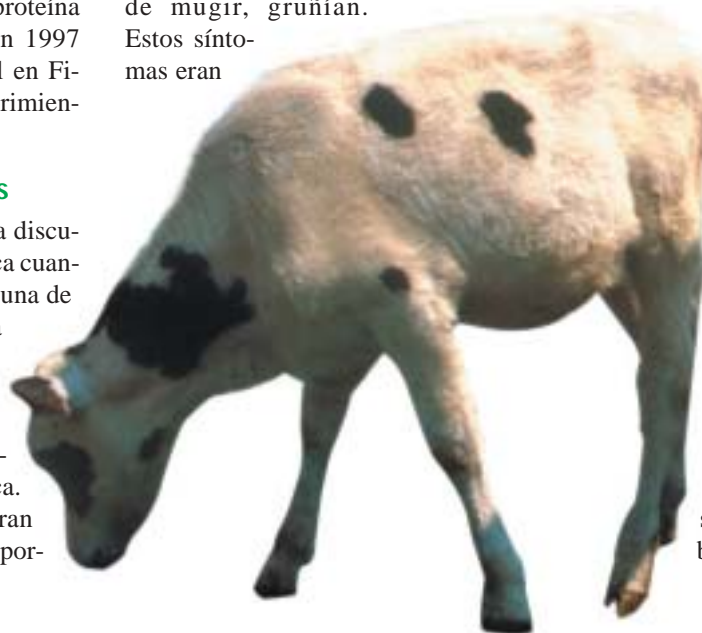 proteína
n 1997
l en Fi-
rimien-
s
a discu-
ca cuan-
una de
-
ca.
ran
por-
de mugir, gruñían.
Estos sínto-
mas eran
s
b